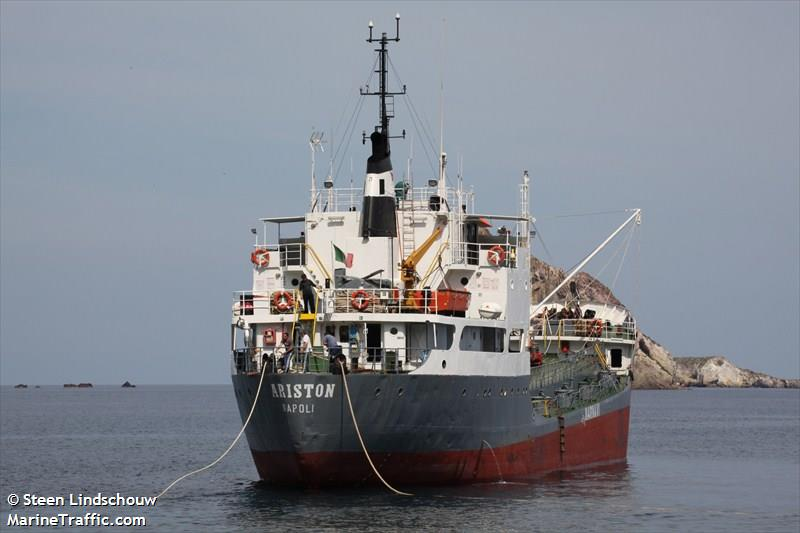 ARISTON
NAPOLI
© Steen Lindschouw
MarineTraffic.com